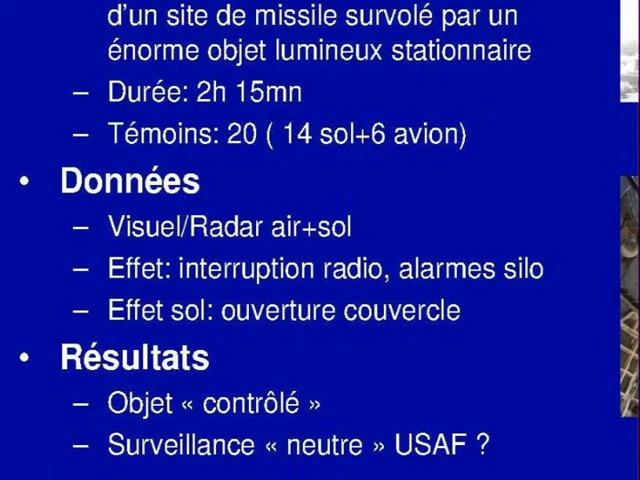 d'un site de missile survolé par un
énorme objet lumineux stationnaire
– Durée: 2h 15mn
– Témoins: 20 ( 14 sol+6 avion)
• Données
– Visuel/Radar air+sol
– Effet: interruption radio, alarmes silo
– Effet sol: ouverture couvercle
• Résultats
– Objet « contrôlé »
– Surveillance « neutre » USAF ?